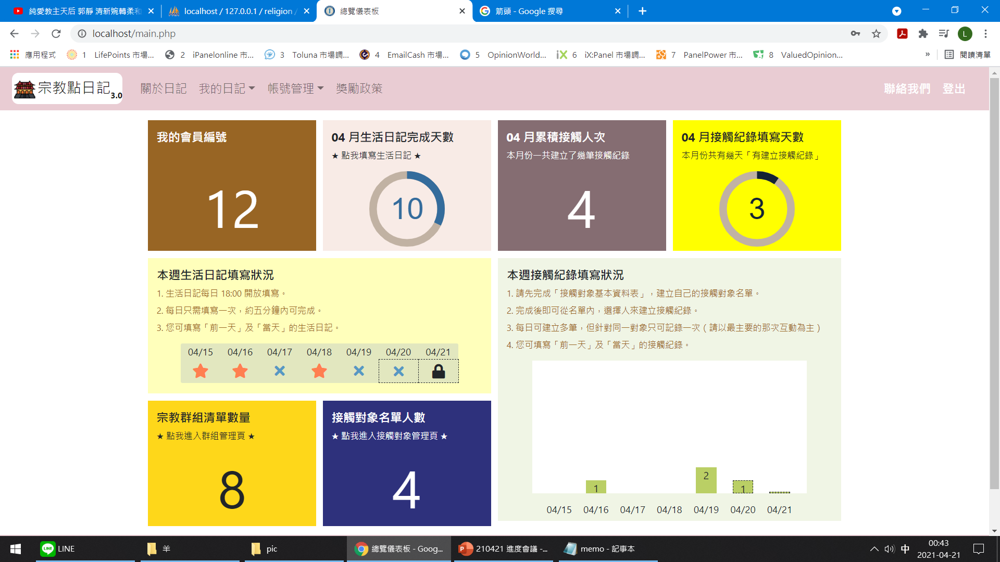 純愛教主天后 郭靜 清新婉轉柔和
localhost / 127.0.0.1 / religion /
總覽儀表板
箭頭 - Google 搜尋
localhost/main.php
L
應用程式
1 LifePoints 市場...
2 iPanelonline 市...
3 Toluna 市場調...
4 EmailCash 市場...
5 OpinionWorld...
6 iX:Panel 市場調...
7 PanelPower 市...
8 ValuedOpinion...
»
閱讀清單
宗教點日記3.0
關於日記
我的日記
帳號管理
獎勵政策
聯絡我們
登出
我的會員編號
12
04 月生活日記完成天數
★ 點我填寫生活日記 ★
10
04 月累積接觸人次
本月份一共建立了幾筆接觸紀錄
4
04 月接觸紀錄填寫天數
本月份共有幾天「有建立接觸紀錄」
3
本週生活日記填寫狀況
1. 生活日記每日 18:00 開放填寫。
2. 每日只需填寫一次，約五分鐘內可完成。
3. 您可填寫「前一天」及「當天」的生活日記。
04/15 04/16 04/17 04/18 04/19 04/20 04/21
本週接觸紀錄填寫狀況
1. 請先完成「接觸對象基本資料表」，建立自己的接觸對象名單。
2. 完成後即可從名單內，選擇人來建立接觸紀錄。
3. 每日可建立多筆，但針對同一對象只可記錄一次（請以最主要的那次互動為主）
4. 您可填寫「前一天」及「當天」的接觸紀錄。
1 2 1
04/15 04/16 04/17 04/18 04/19 04/20 04/21
宗教群組清單數量
★ 點我進入群組管理頁 ★
8
接觸對象名單人數
★ 點我進入接觸對象管理頁 ★
4
LINE
羊
pic
總覽儀表板 - Goog...
210421 進度會議 -...
memo - 記事本
中
00:43
2021-04-21